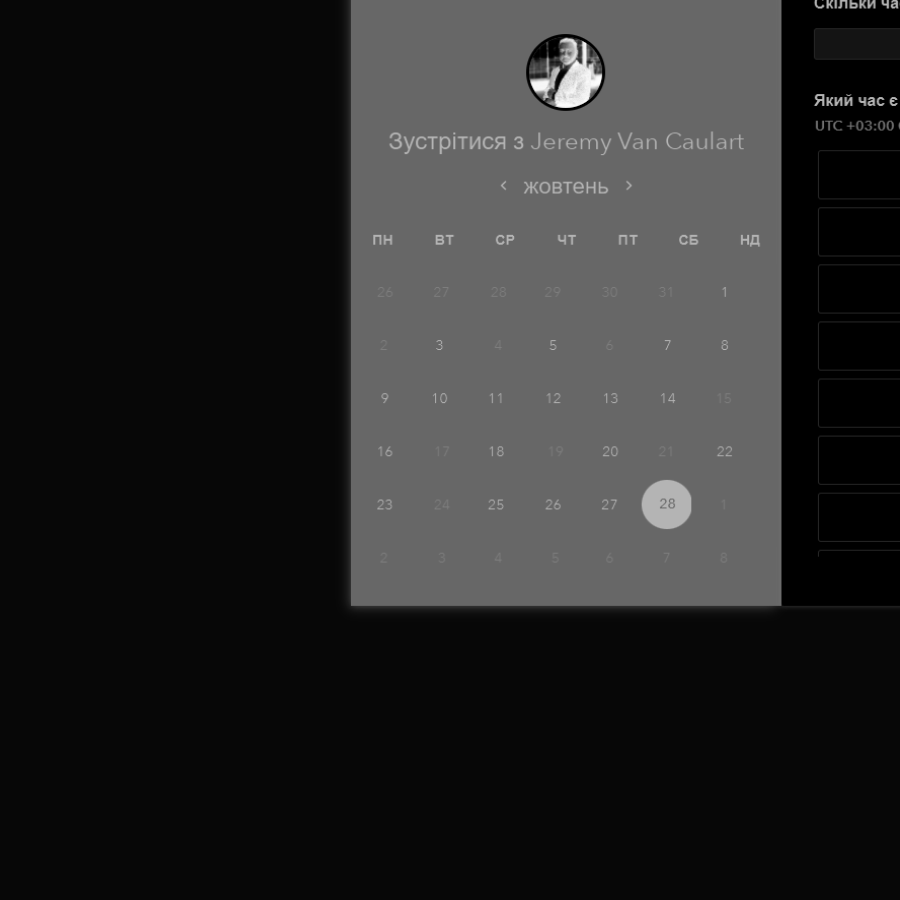 Скільки ча
Який час є
UTC +03:00
Зустрітися з Jeremy Van Caulart
жовтень
ПН ВТ СР ЧТ ПТ СБ НД
26 27 28 29 30 31 1
2 3 4 5 6 7 8
9 10 11 12 13 14 15
16 17 18 19 20 21 22
23 24 25 26 27 28 1
2 3 4 5 6 7 8